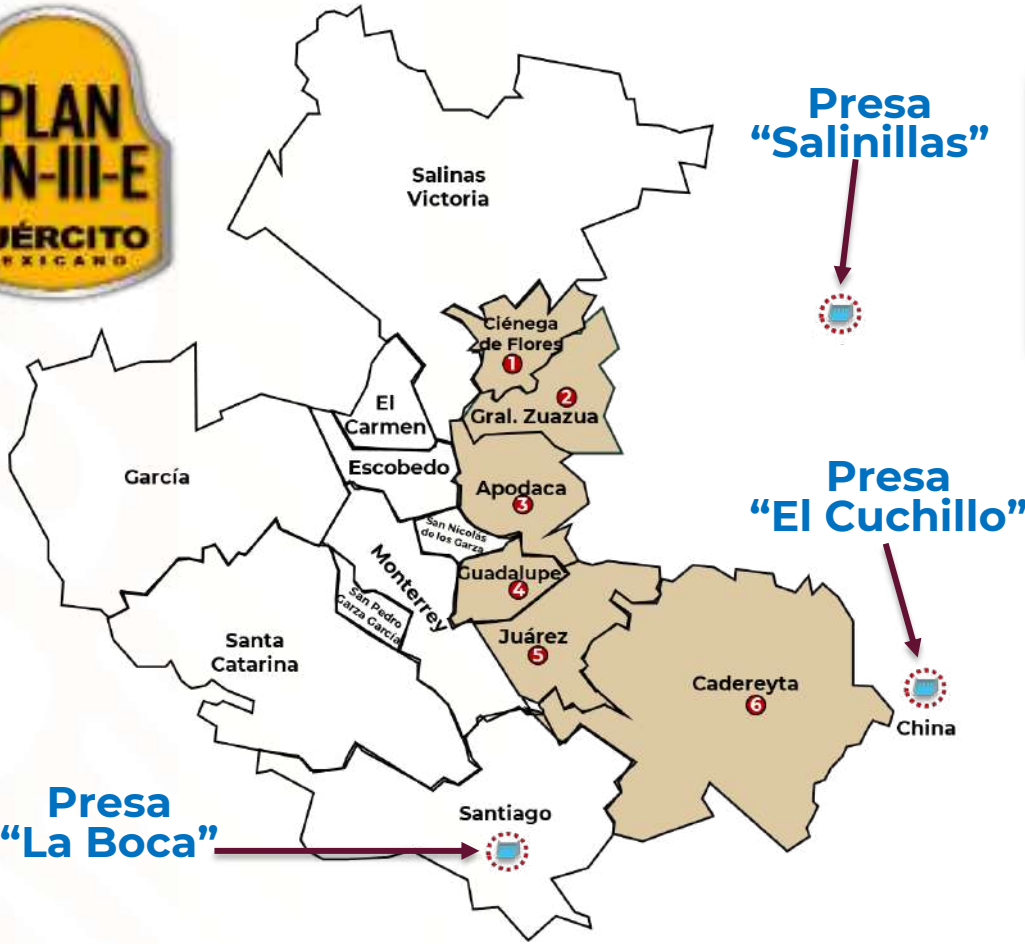 PLAN
N-III-E
EJÉRCITO
MEXICANO
Presa
“Salinillas”
Salinas
Victoria
Ciénega
de Flores
1
2
Gral. Zuazua
El
Carmen
Escobedo
García
Apodaca
3
Presa
“El Cuchillo”
San Nicolás
de los Garza
Monterrey
Guadalupe
4
San Pedro
Garza García
Santa
Catarina
Juárez
5
Cadereyta
6
China
Presa
“La Boca”
Santiago